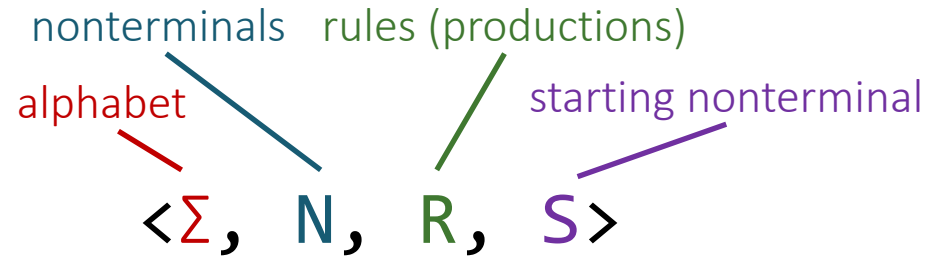 nonterminals rules (productions)
alphabet starting nonterminal
<Σ, N, R, S>